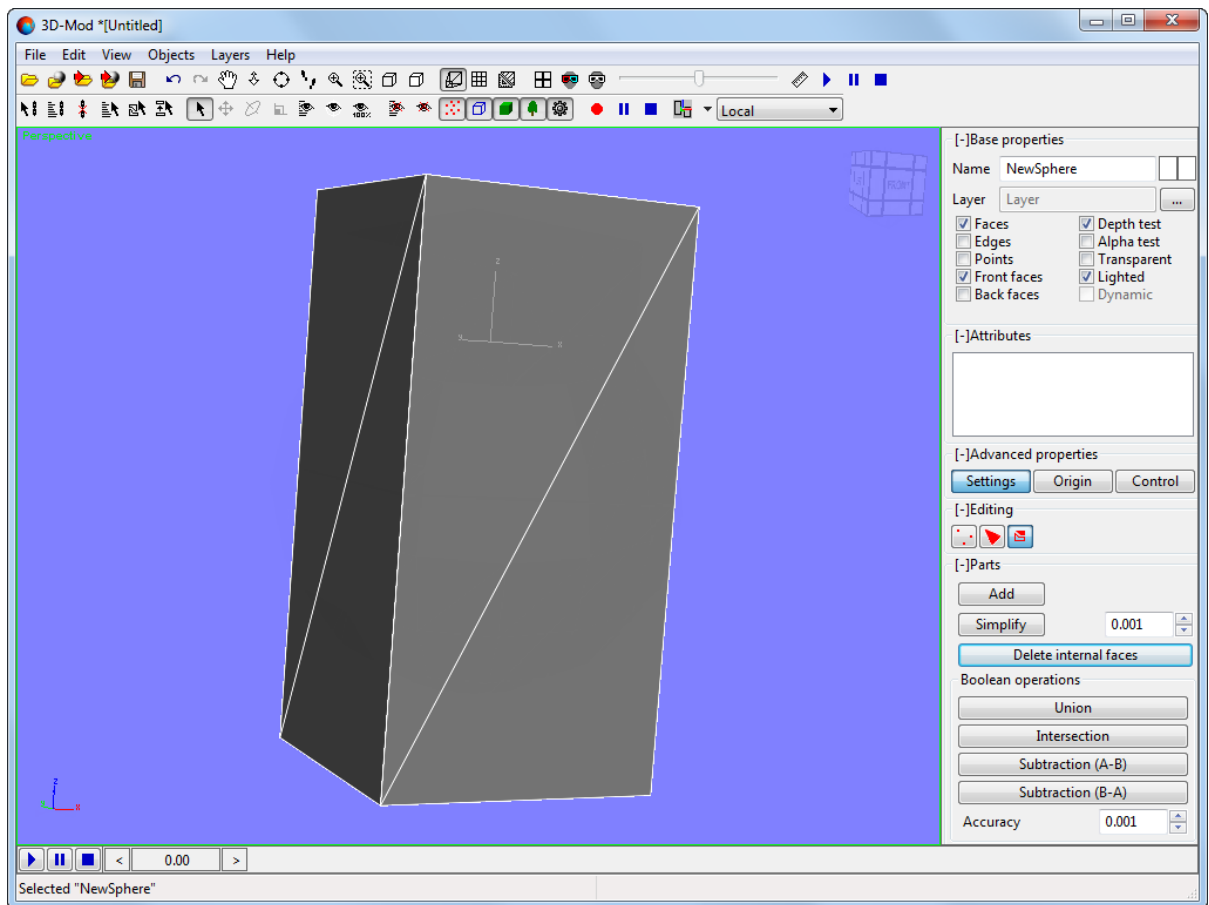 3D-Mod *[Untitled]
File Edit View Objects Layers Help
100%
Local
Perspective
[-]Base properties
Name NewSphere
Layer Layer ...
Faces Depth test
Edges Alpha test
Points Transparent
Front faces Lighted
Back faces Dynamic
[-]Attributes
[-]Advanced properties
Settings Origin Control
[-]Editing
[-]Parts
Add
Simplify 0.001
Delete internal faces
Boolean operations
Union
Intersection
Subtraction (A-B)
Subtraction (B-A)
Accuracy 0.001
FRONT
z
z
x
< 0.00 >
Selected "NewSphere"